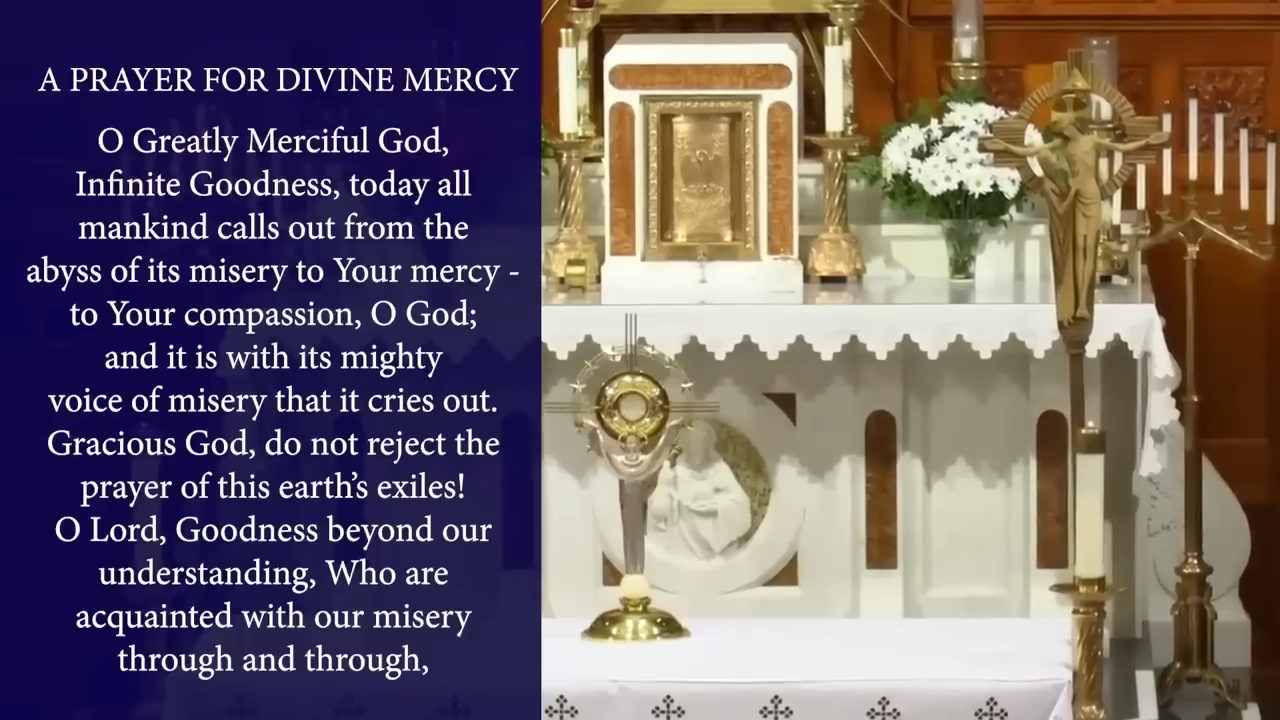 A PRAYER FOR DIVINE MERCY
O Greatly Merciful God,
Infinite Goodness, today all
mankind calls out from the
abyss of its misery to Your mercy -
to Your compassion, O God;
and it is with its mighty
voice of misery that it cries out.
Gracious God, do not reject the
prayer of this earth’s exiles!
O Lord, Goodness beyond our
understanding, Who are
acquainted with our misery
through and through,